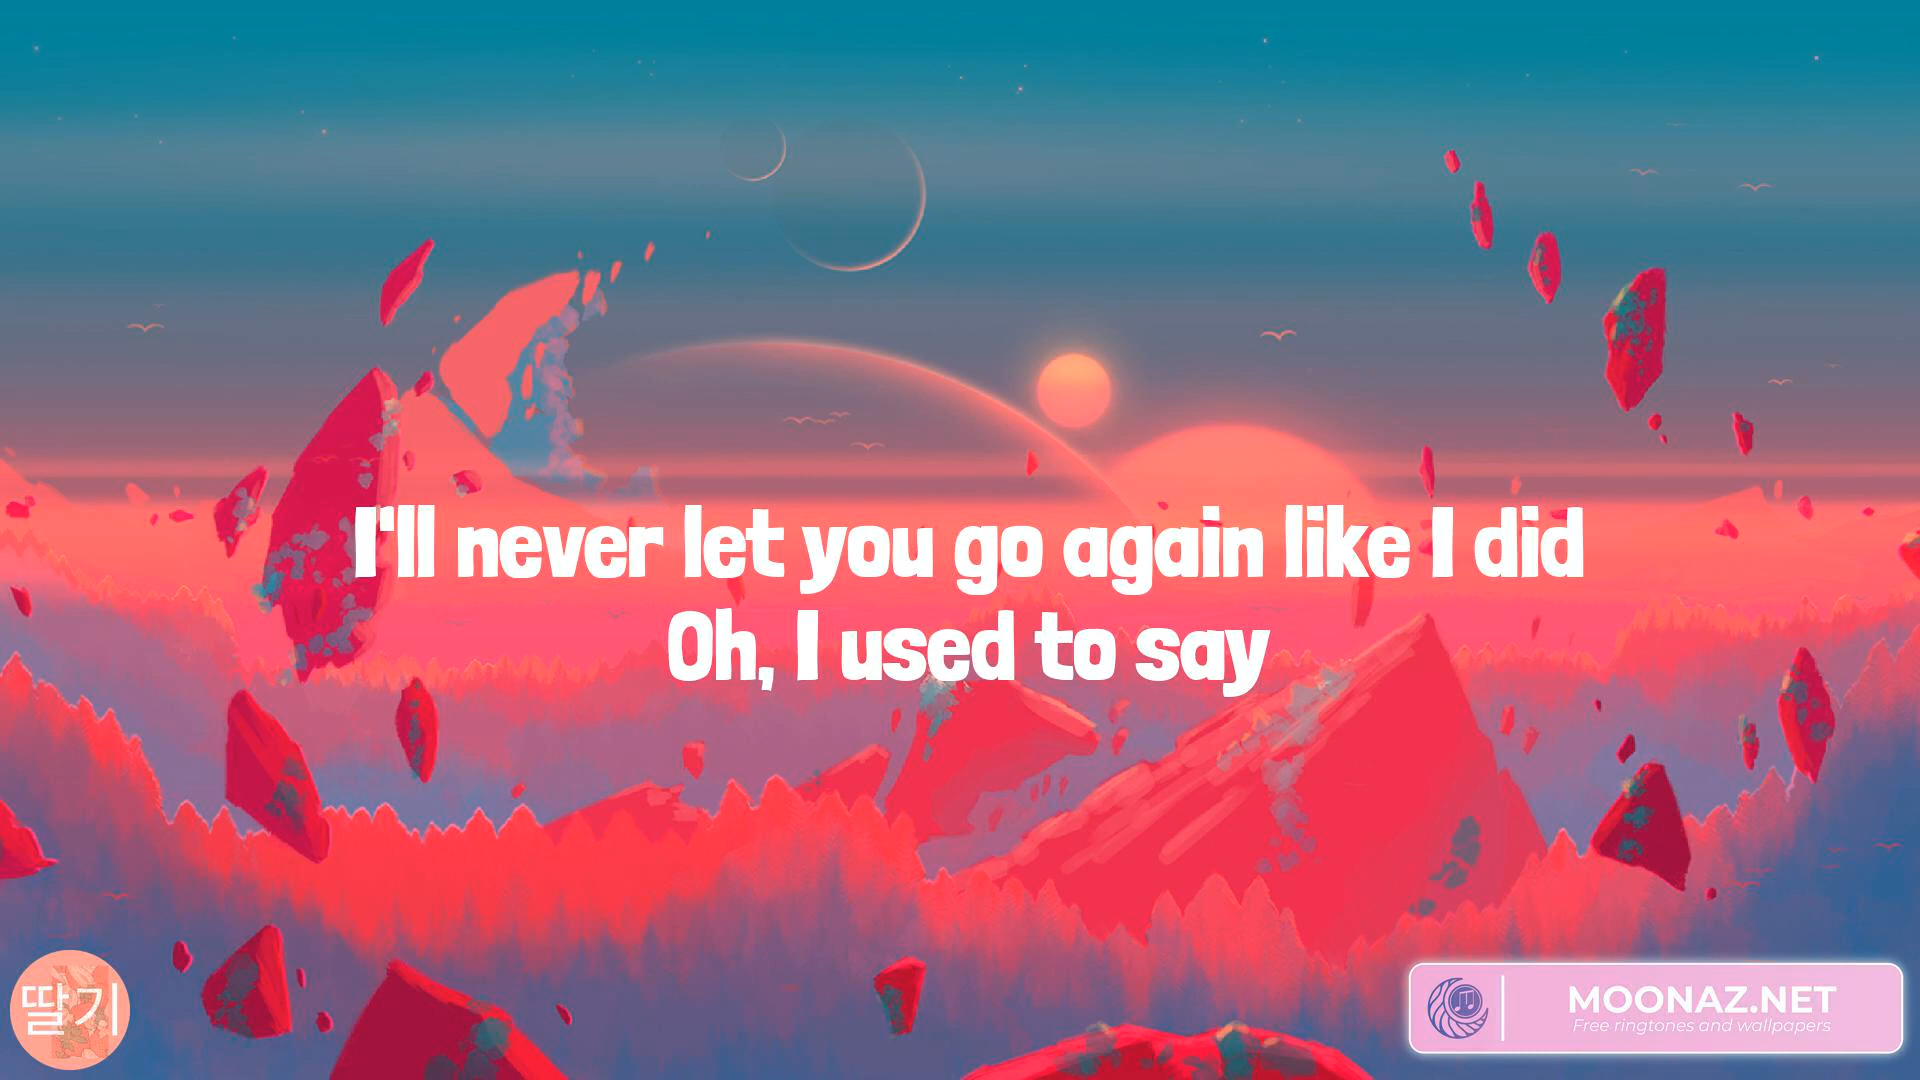 I'll never let you go again like I did
Oh, I used to say
딸기
MOONAZ.NET
Free ringtones and wallpapers